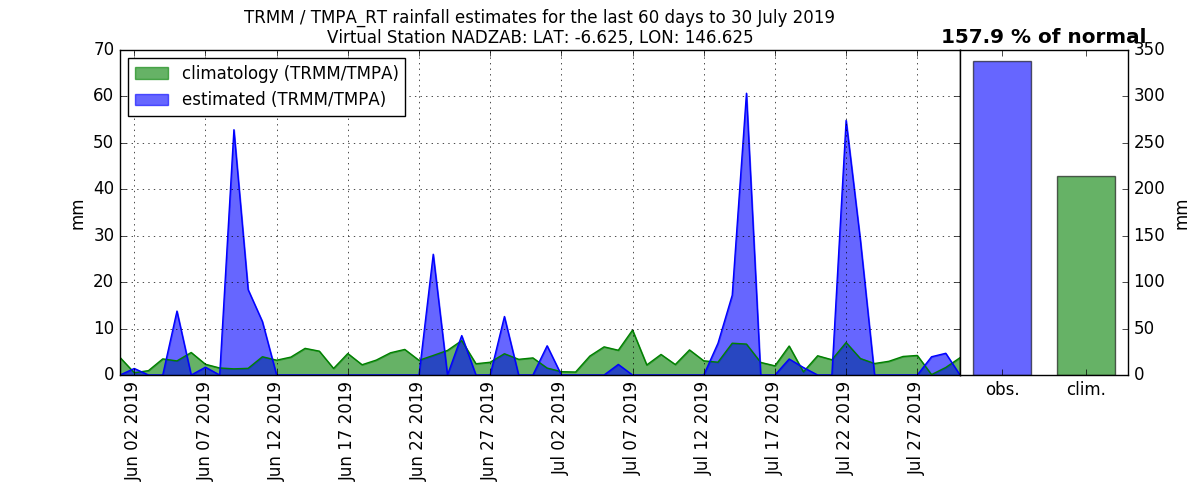 TRMM / TMPA_RT rainfall estimates for the last 60 days to 30 July 2019
Virtual Station NADZAB: LAT: -6.625, LON: 146.625
157.9 % of normal
climatology (TRMM/TMPA)
estimated (TRMM/TMPA)
70
60
50
40
30
20
10
0
mm
350
300
250
200
150
100
50
0
mm
Jun 02 2019
Jun 07 2019
Jun 12 2019
Jun 17 2019
Jun 22 2019
Jun 27 2019
Jul 02 2019
Jul 07 2019
Jul 12 2019
Jul 17 2019
Jul 22 2019
Jul 27 2019
obs.
clim.